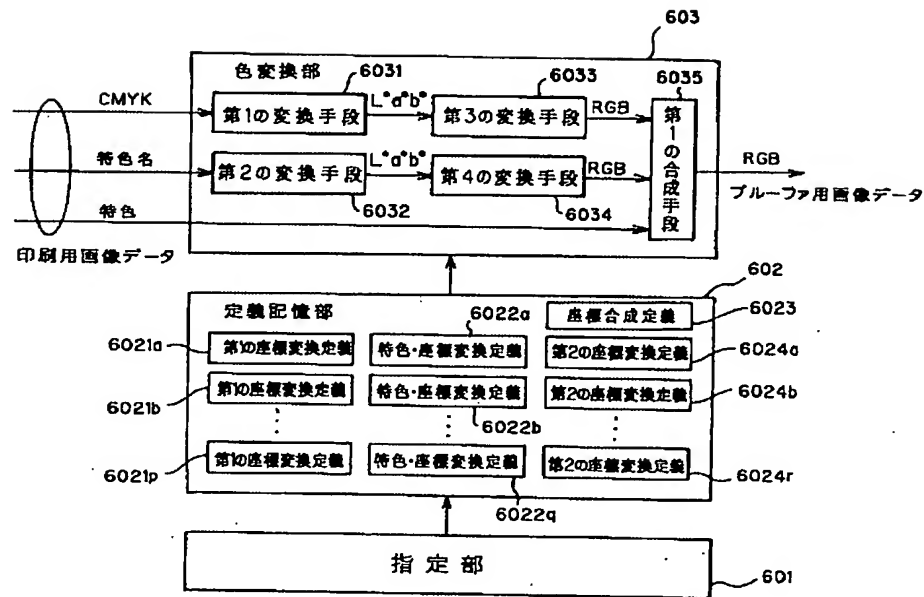 603
色変換部
6031
6033
6035
CMYK
第1の変換手段
L*a*b*
第3の変換手段
RGB
第1の合成手段
特色名
第2の変換手段
L*a*b*
第4の変換手段
RGB
RGB
プルーファ用画像データ
6032
6034
特色
印刷用画像データ
602
定義記憶部
6022a
座標合成定義
6023
6021a
第1の座標変換定義
特色・座標変換定義
第2の座標変換定義
6024a
6021b
第1の座標変換定義
特色・座標変換定義
第2の座標変換定義
6024b
6022b
6021p
第1の座標変換定義
特色・座標変換定義
第2の座標変換定義
6024r
6022q
指定部
601